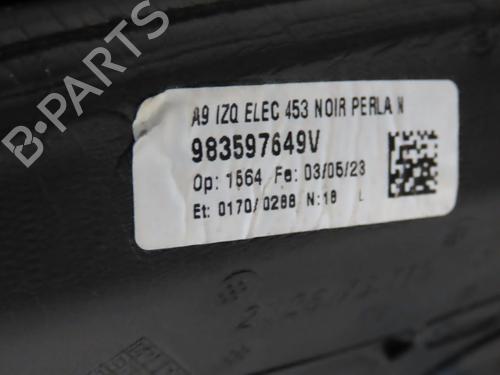 A9 IZQ ELEC 453 NOIR PERLA N
983597649V
Op: 1564 Fe: 03/05/23
Et: 0170/0288 N:18 L
B-PARTS